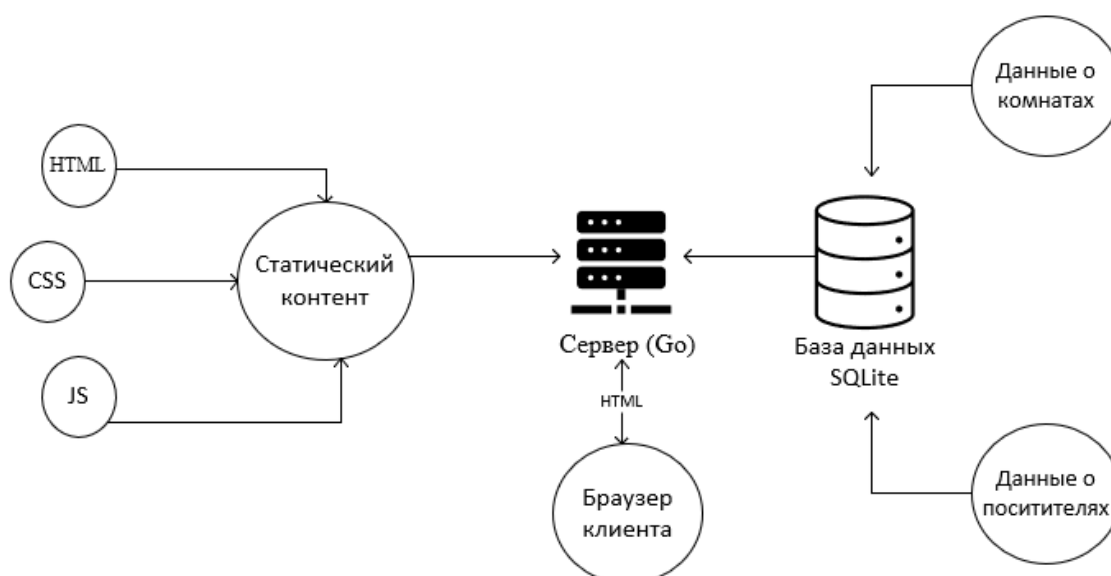 Данные о
комнатах
HTML
CSS
JS
Статический
контент
Сервер (Go)
HTML
Браузер
клиента
База данных
SQLite
Данные о
поситителях